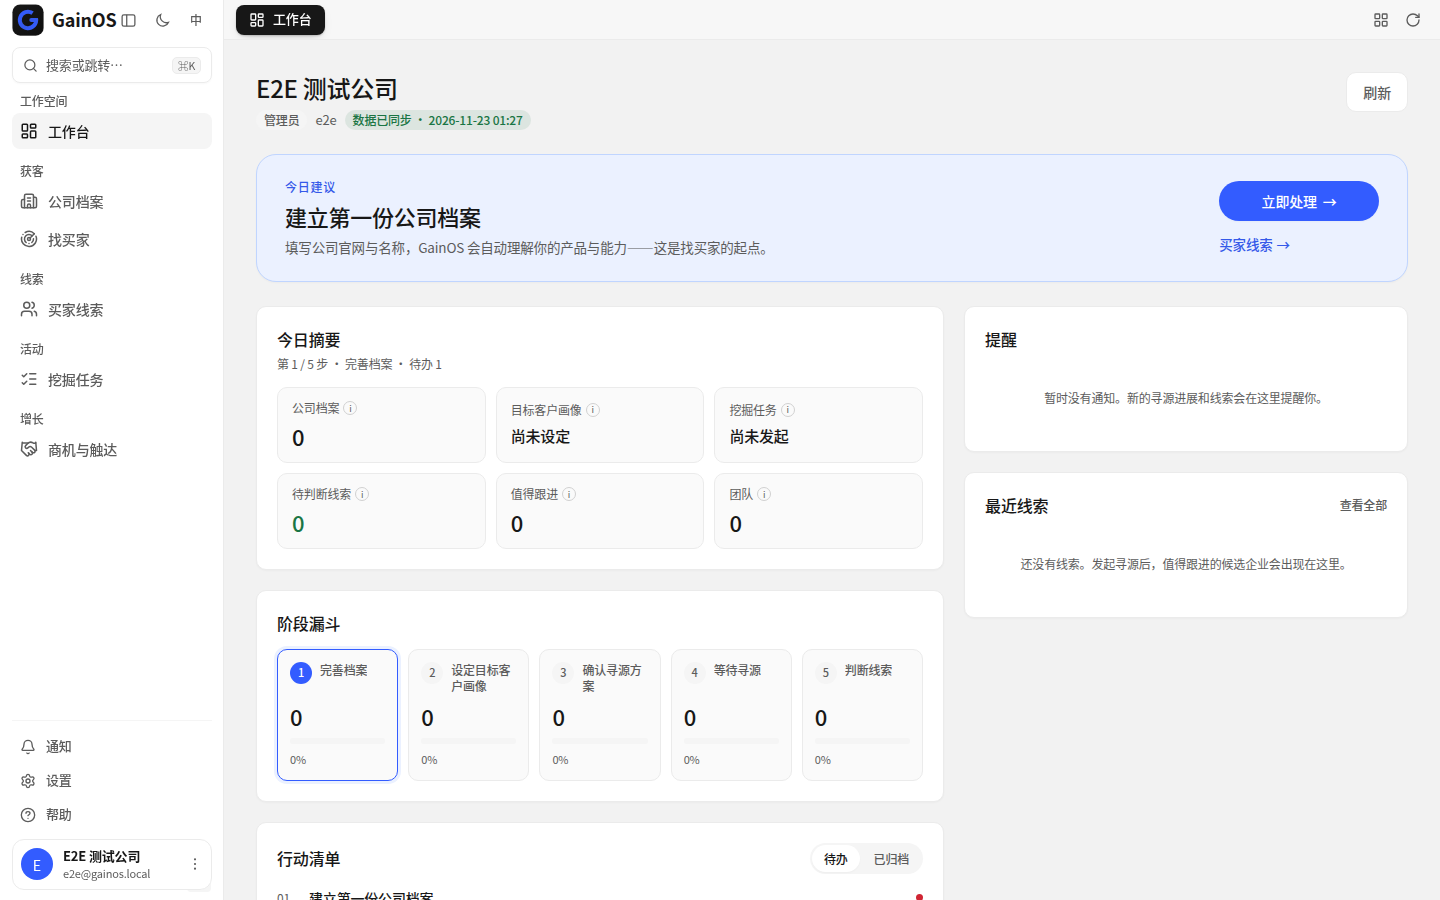 GainOS
中
搜索或跳转…
⌘K
工作空间
工作台
获客
公司档案
找买家
线索
买家线索
活动
挖掘任务
增长
商机与触达
通知
设置
帮助
E
E2E 测试公司
e2e@gainos.local
工作台
E2E 测试公司
管理员 e2e 数据已同步 · 2026-11-23 01:27
刷新
今日建议
建立第一份公司档案
填写公司官网与名称，GainOS 会自动理解你的产品与能力——这是找买家的起点。
立即处理 →
买家线索 →
今日摘要
第 1 / 5 步 · 完善档案 · 待办 1
公司档案
0
目标客户画像
尚未设定
挖掘任务
尚未发起
待判断线索
0
值得跟进
0
团队
0
阶段漏斗
1 完善档案
0
0%
2 设定目标客
户画像
0
0%
3 确认寻源方
案
0
0%
4 等待寻源
0
0%
5 判断线索
0
0%
行动清单
待办 已归档
01 建立第一份公司档案
提醒
暂时没有通知。新的寻源进展和线索会在这里提醒你。
最近线索
查看全部
还没有线索。发起寻源后，值得跟进的候选企业会出现在这里。